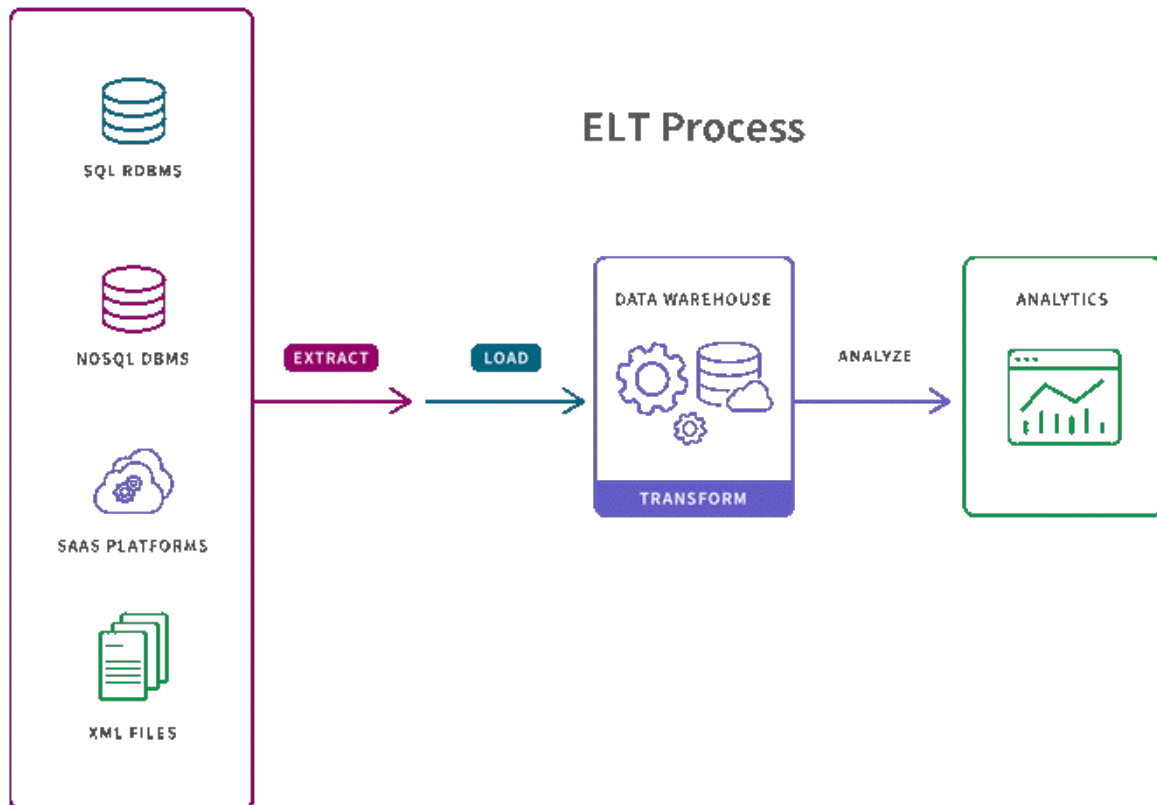 ELT Process
SQL RDBMS
NOSQL DBMS
SAAS PLATFORMS
XML FILES
EXTRACT
LOAD
DATA WAREHOUSE
TRANSFORM
ANALYZE
ANALYTICS